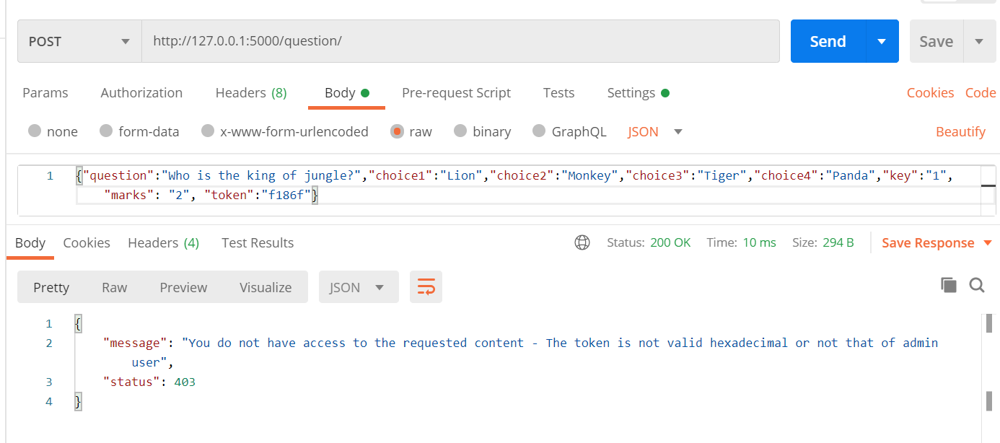 POST http://127.0.0.1:5000/question/ Send Save
Params Authorization Headers (8) Body Pre-request Script Tests Settings Cookies Code
none form-data x-www-form-urlencoded raw binary GraphQL JSON Beautify
1 {"question":"Who is the king of jungle?","choice1":"Lion","choice2":"Monkey","choice3":"Tiger","choice4":"Panda","key":"1",
"marks": "2", "token":"f186f"}
Body Cookies Headers (4) Test Results Status: 200 OK Time: 10 ms Size: 294 B Save Response
Pretty Raw Preview Visualize JSON
1 {
2 "message": "You do not have access to the requested content - The token is not valid hexadecimal or not that of admin
user",
3 "status": 403
4 }